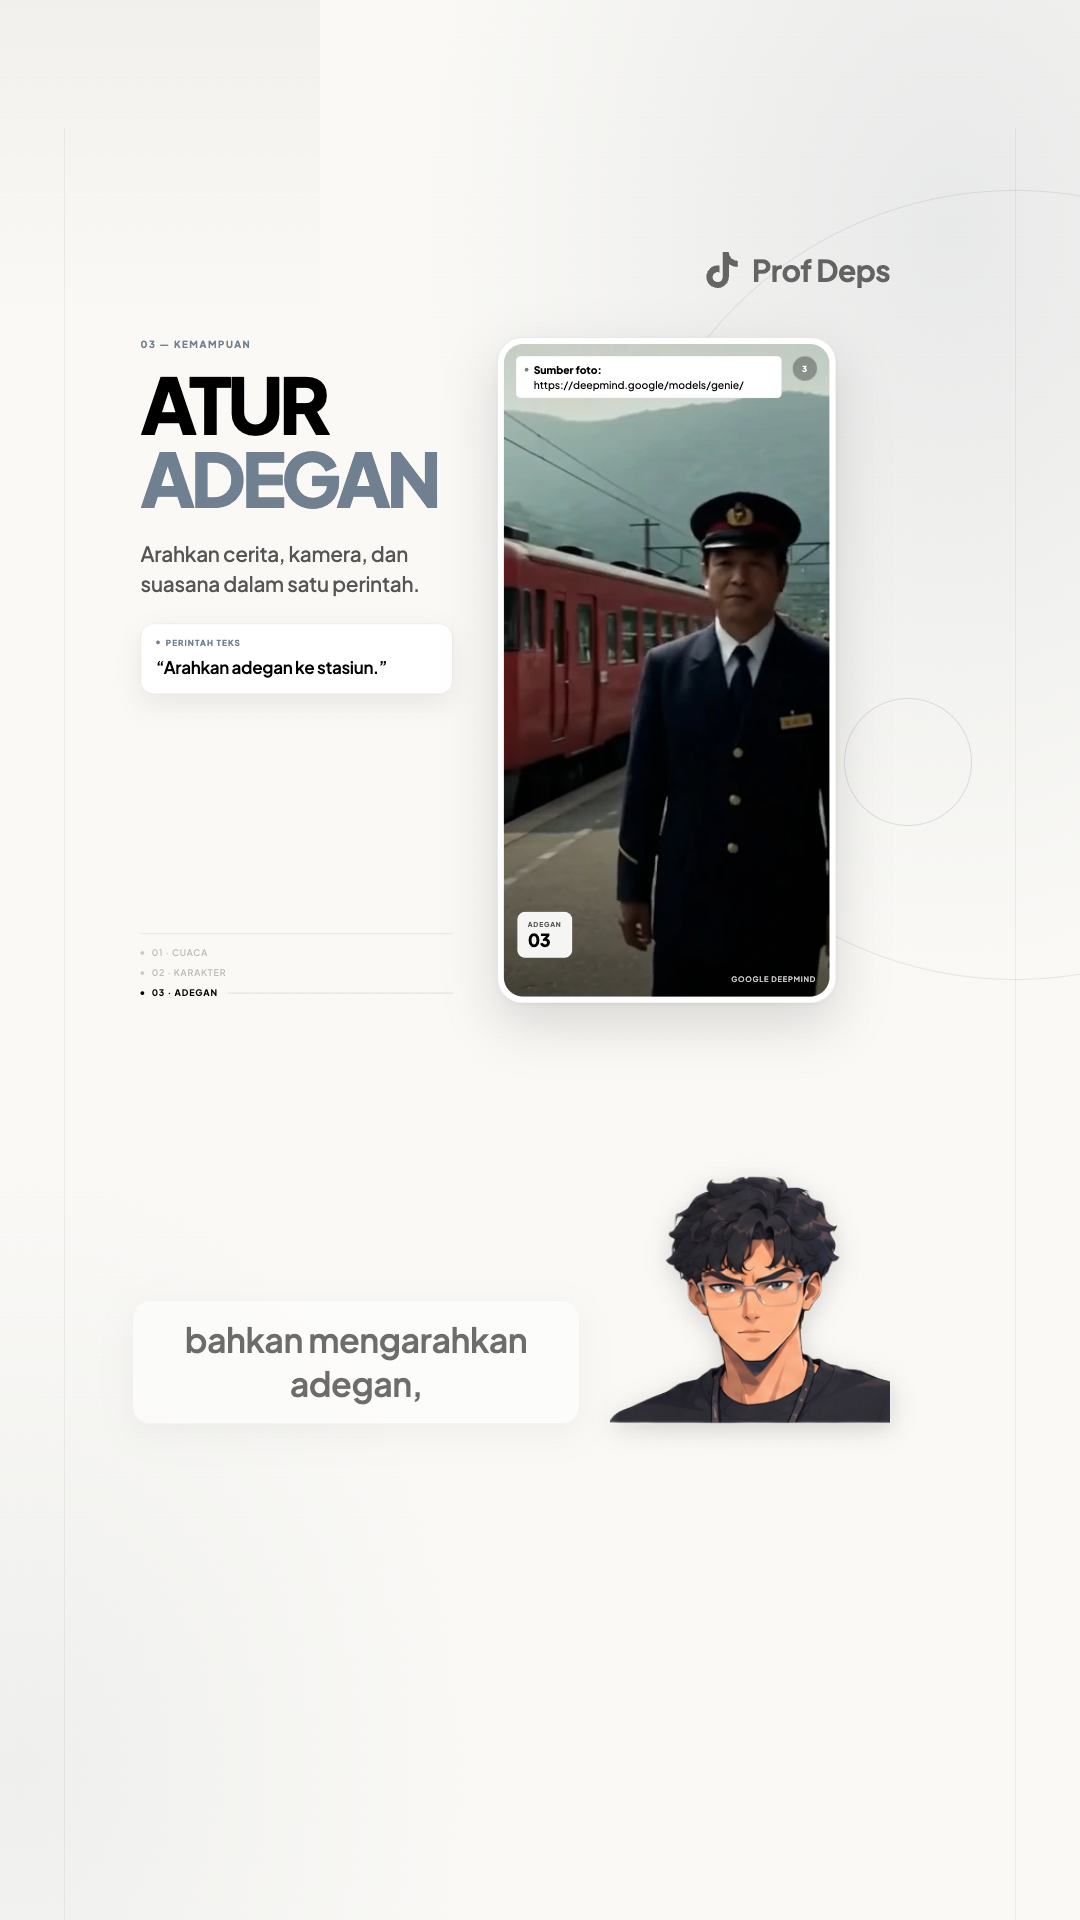 Prof Deps
03 — KEMAMPUAN
ATUR
ADEGAN
Arahkan cerita, kamera, dan
suasana dalam satu perintah.
• PERINTAH TEKS
“Arahkan adegan ke stasiun.”
• 01 · CUACA
• 02 · KARAKTER
• 03 · ADEGAN
• Sumber foto:
https://deepmind.google/models/genie/
3
ADEGAN
03
GOOGLE DEEPMIND
bahkan mengarahkan
adegan,